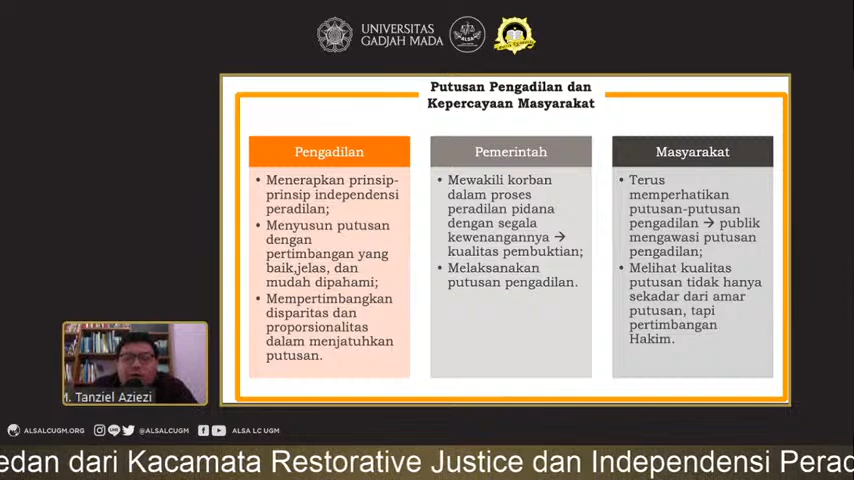 UNIVERSITAS
GADJAH MADA
ALSA
Putusan Pengadilan dan
Kepercayaan Masyarakat
Pengadilan
• Menerapkan prinsip-
prinsip independensi
peradilan;
• Menyusun putusan
dengan
pertimbangan yang
baik,jelas, dan
mudah dipahami;
• Mempertimbangkan
disparitas dan
proporsionalitas
dalam menjatuhkan
putusan.
Pemerintah
• Mewakili korban
dalam proses
peradilan pidana
dengan segala
kewenangannya →
kualitas pembuktian;
• Melaksanakan
putusan pengadilan.
Masyarakat
• Terus
memperhatikan
putusan-putusan
pengadilan → publik
mengawasi putusan
pengadilan;
• Melihat kualitas
putusan tidak hanya
sekadar dari amar
putusan, tapi
pertimbangan
Hakim.
M. Tanziel Aziezi
ALSALCUGM.ORG @ALSALCUGM ALSA LC UGM
edan dari Kacamata Restorative Justice dan Independensi Perad